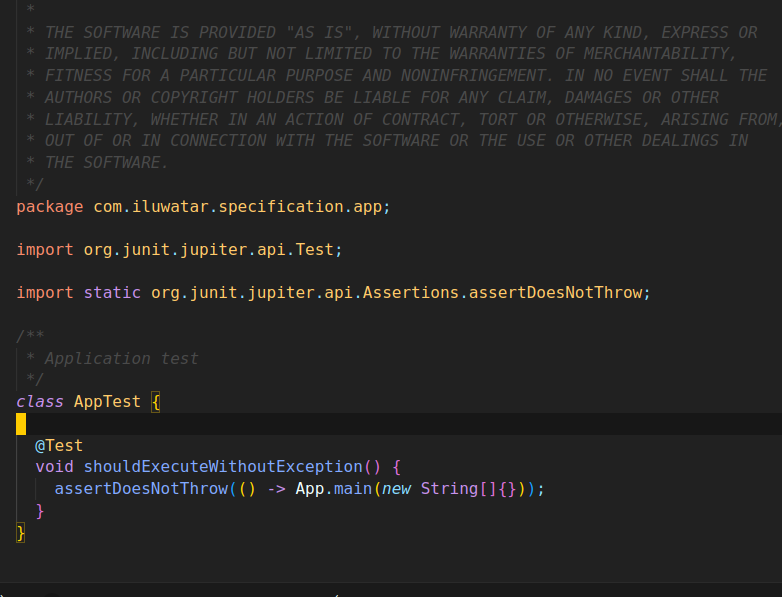 *
* THE SOFTWARE IS PROVIDED "AS IS", WITHOUT WARRANTY OF ANY KIND, EXPRESS OR
* IMPLIED, INCLUDING BUT NOT LIMITED TO THE WARRANTIES OF MERCHANTABILITY,
* FITNESS FOR A PARTICULAR PURPOSE AND NONINFRINGEMENT. IN NO EVENT SHALL THE
* AUTHORS OR COPYRIGHT HOLDERS BE LIABLE FOR ANY CLAIM, DAMAGES OR OTHER
* LIABILITY, WHETHER IN AN ACTION OF CONTRACT, TORT OR OTHERWISE, ARISING FROM,
* OUT OF OR IN CONNECTION WITH THE SOFTWARE OR THE USE OR OTHER DEALINGS IN
* THE SOFTWARE.
*/
package com.iluwatar.specification.app;
import org.junit.jupiter.api.Test;
import static org.junit.jupiter.api.Assertions.assertDoesNotThrow;
/**
* Application test
*/
class AppTest {
@Test
void shouldExecuteWithoutException() {
assertDoesNotThrow(() -> App.main(new String[]{}));
}
}